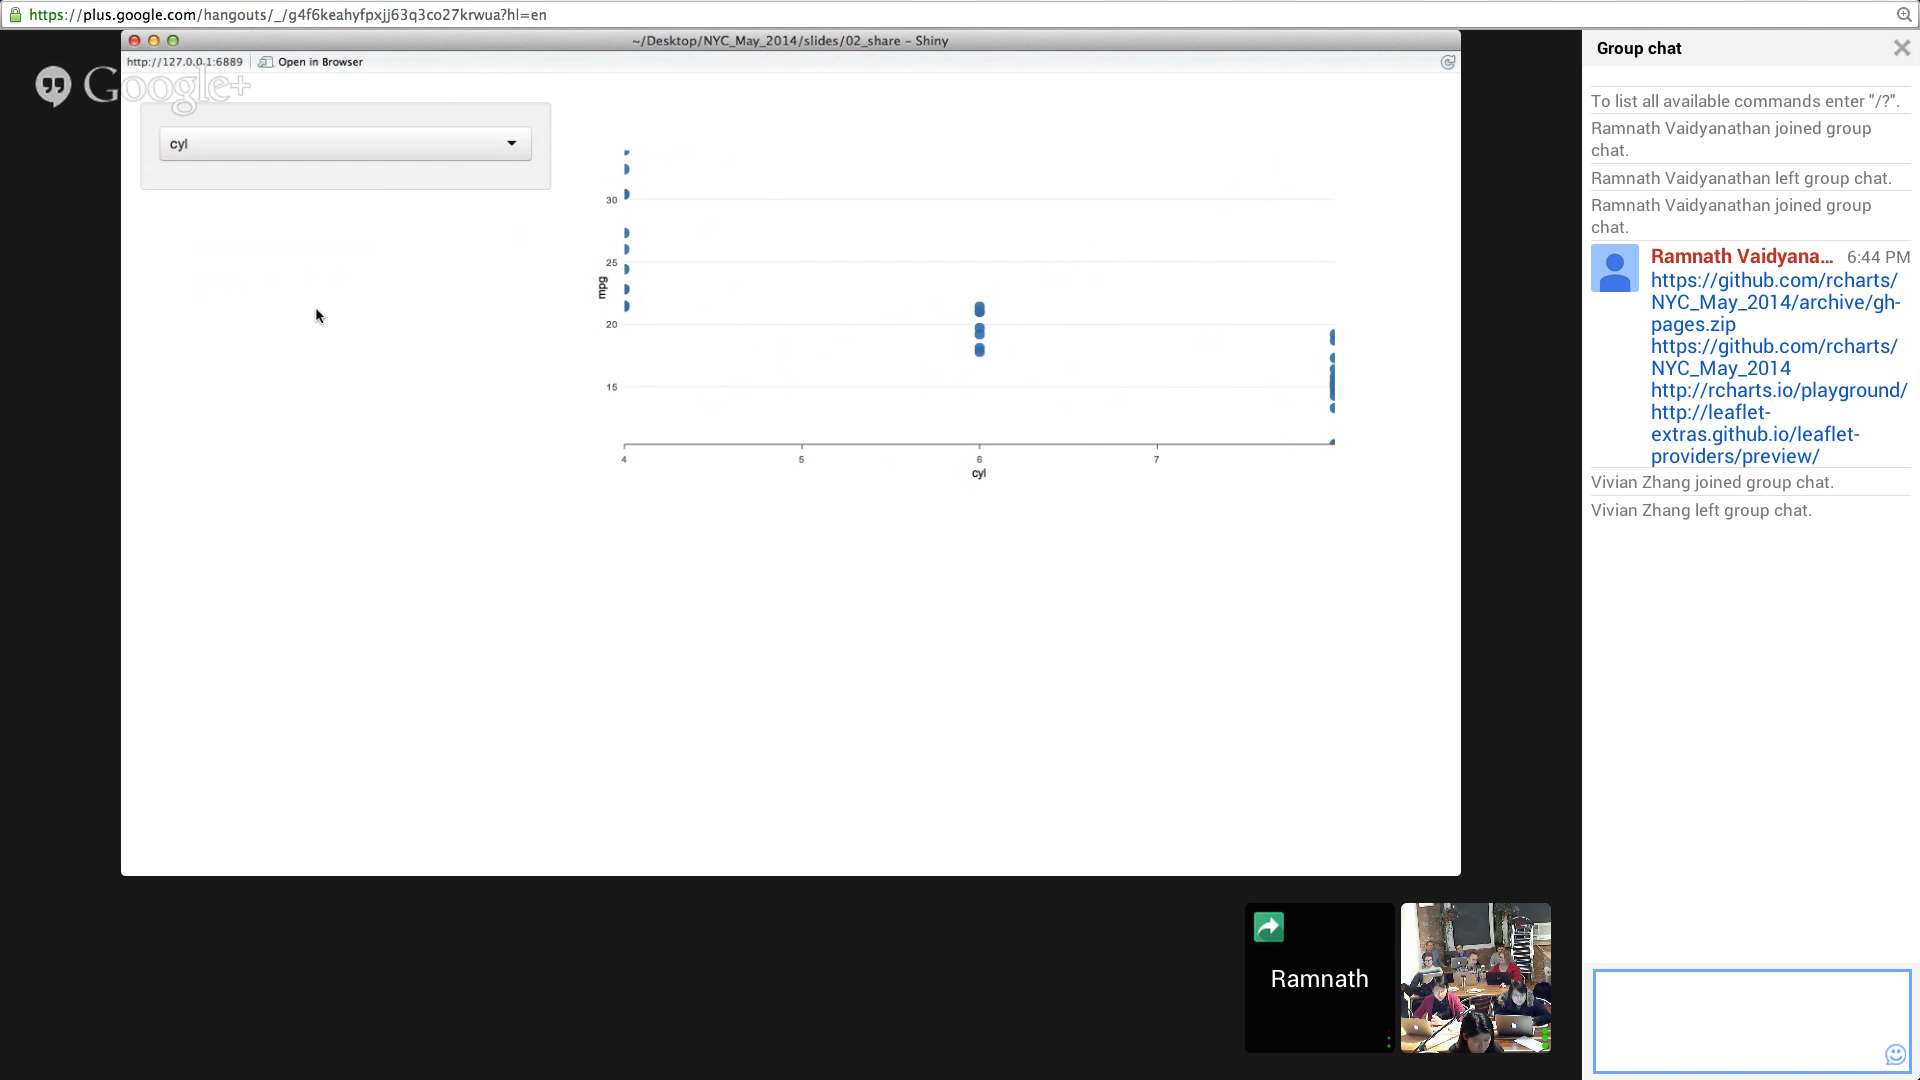 https://plus.google.com/hangouts/_/g4f6keahyfpxjj63q3co27krwua?hl=en
~/Desktop/NYC_May_2014/slides/02_share – Shiny
http://127.0.0.1:6889
Open in Browser
Google+
cyl
30
25
20
15
mpg
4
5
6
7
cyl
Ramnath
Group chat
To list all available commands enter "/?".
Ramnath Vaidyanathan joined group
chat.
Ramnath Vaidyanathan left group chat.
Ramnath Vaidyanathan joined group
chat.
Ramnath Vaidyana... 6:44 PM
https://github.com/rcharts/
NYC_May_2014/archive/gh-
pages.zip
https://github.com/rcharts/
NYC_May_2014
http://rcharts.io/playground/
http://leaflet-
extras.github.io/leaflet-
providers/preview/
Vivian Zhang joined group chat.
Vivian Zhang left group chat.